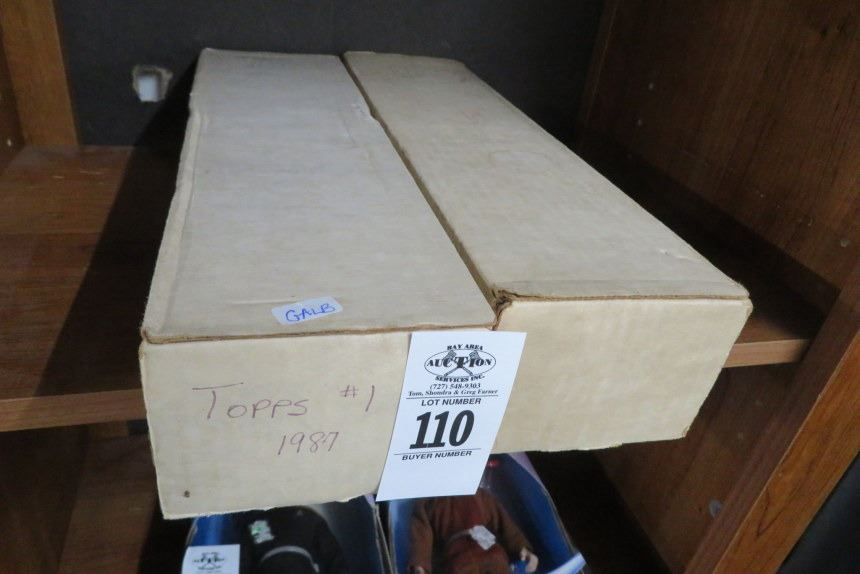 GALB
TOPPS #1
1987
BAY AREA
AUCTION
SERVICES INC.
(727) 548-9303
Tom, Shondra & Greg Farner
LOT NUMBER
110
BUYER NUMBER